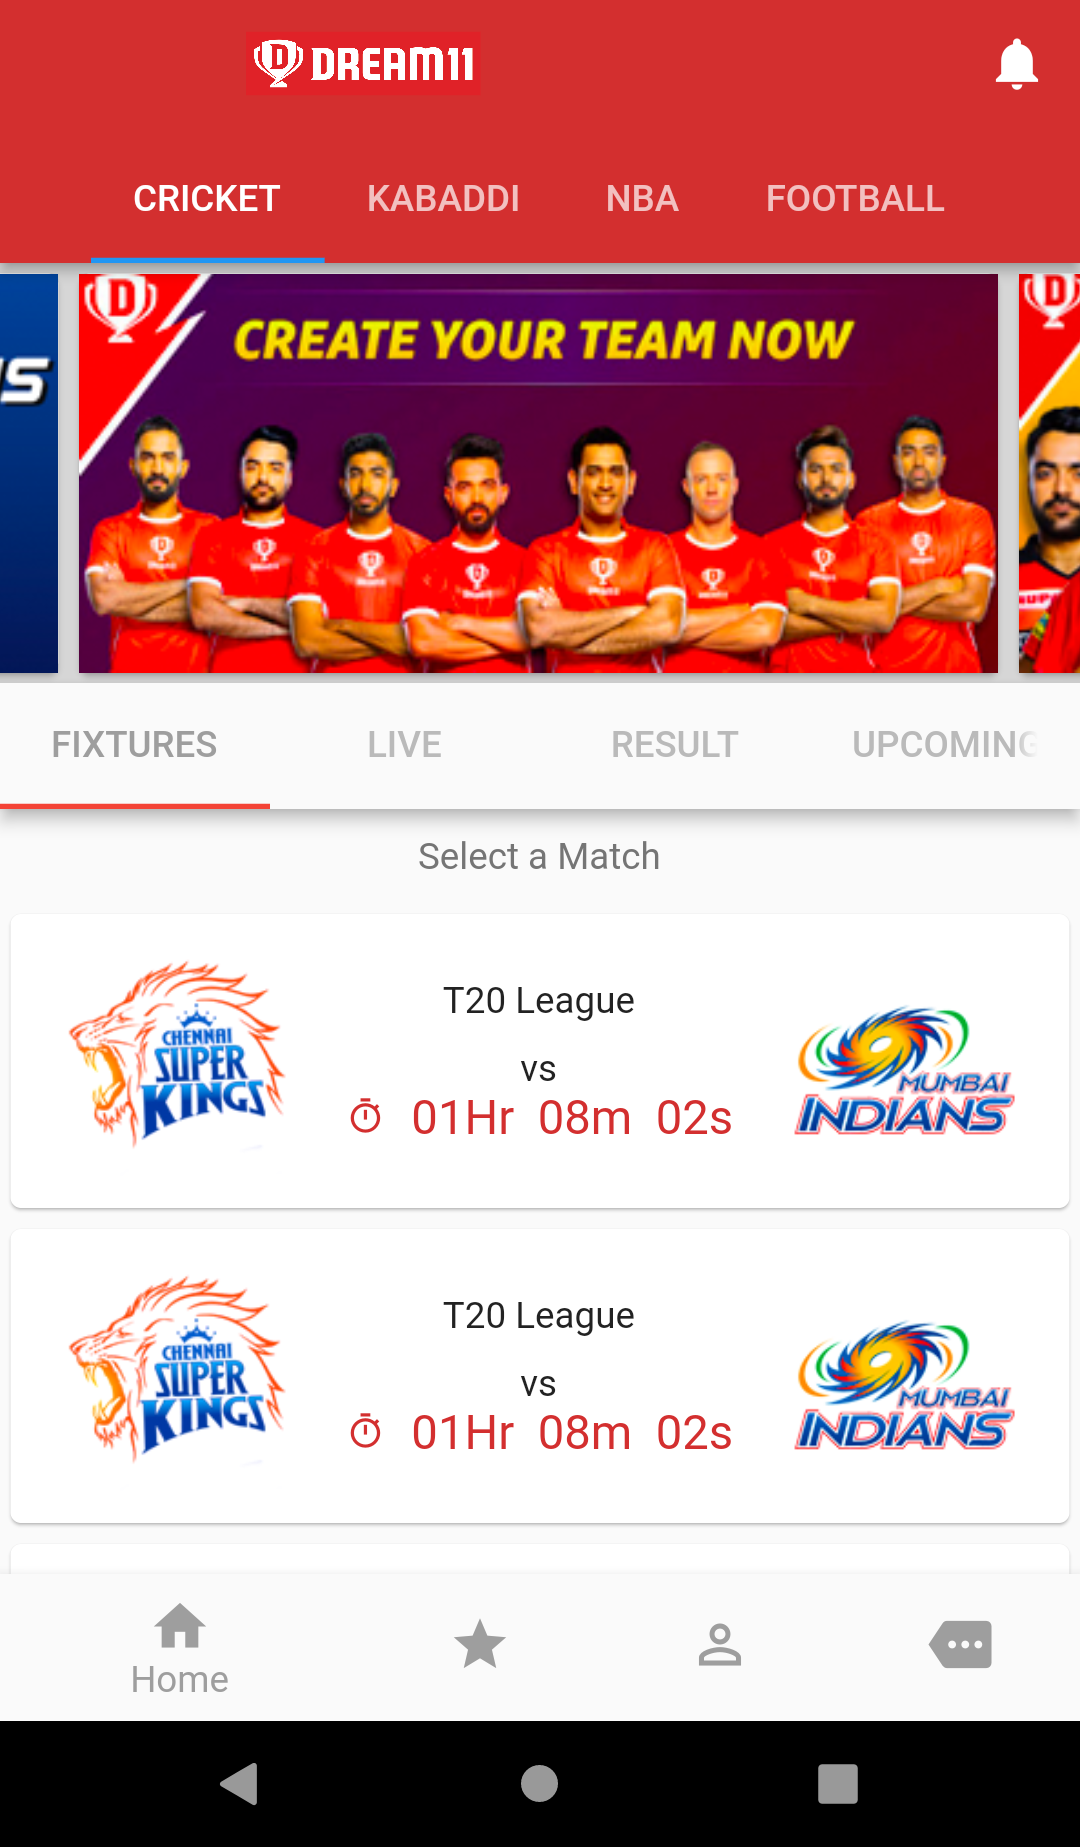 DREAM11
CRICKET KABADDI NBA FOOTBALL
CREATE YOUR TEAM NOW
FIXTURES LIVE RESULT UPCOMING
Select a Match
CHENNAI
SUPER
KINGS
T20 League
vs
01Hr 08m 02s
MUMBAI
INDIANS
CHENNAI
SUPER
KINGS
T20 League
vs
01Hr 08m 02s
MUMBAI
INDIANS
Home